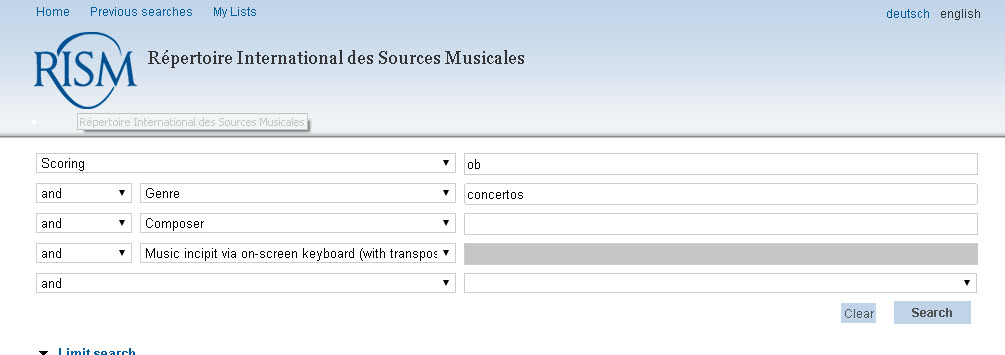 Home Previous searches My Lists deutsch english
RISM Répertoire International des Sources Musicales
Répertoire International des Sources Musicales
Scoring ob
and Genre concertos
and Composer
and Music incipit via on-screen keyboard (with transpos
and
Clear Search
Limit search